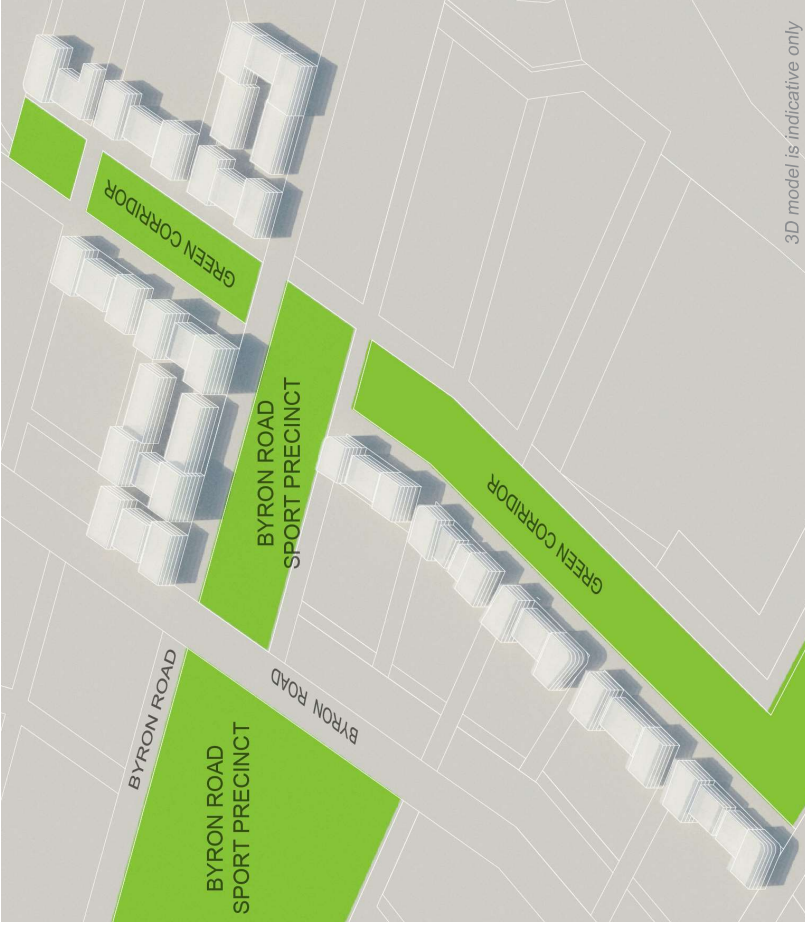 3D model is indicative only
GREEN CORRIDOR
BYRON ROAD
SPORT PRECINCT
GREEN CORRIDOR
BYRON ROAD
BYRON ROAD
BYRON ROAD
SPORT PRECINCT